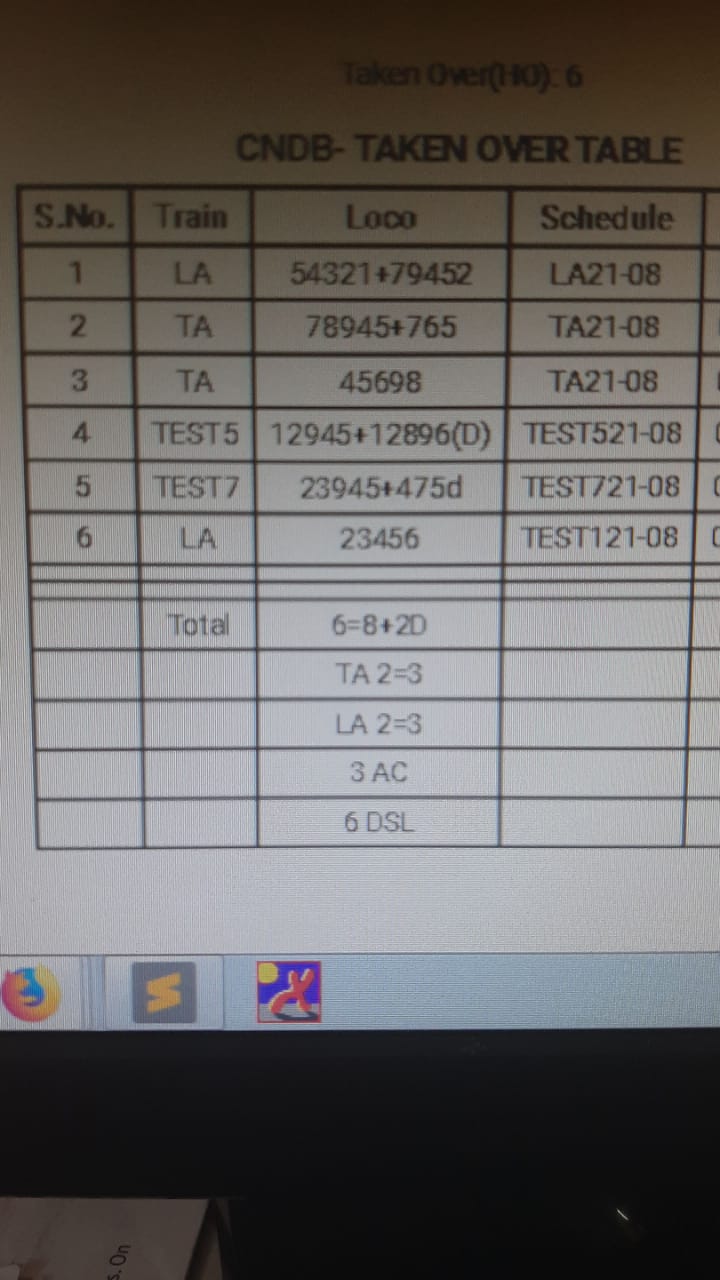 Taken Over(HO): 6
CNDB- TAKEN OVER TABLE
S.No. Train Loco Schedule
1 LA 54321+79452 LA21-08
2 TA 78945+765 TA21-08
3 TA 45698 TA21-08
4 TEST5 12945+12896(D) TEST521-08
5 TEST7 23945+475d TEST721-08
6 LA 23456 TEST121-08
Total 6=8+2D
TA 2=3
LA 2=3
3 AC
6 DSL
s. On